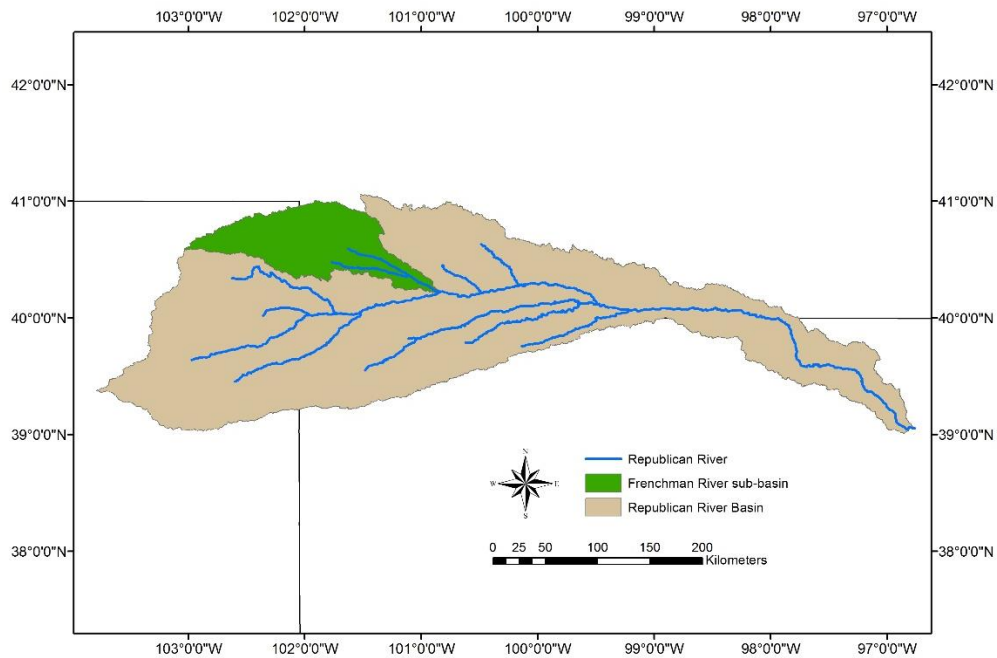 103°0'0"W 102°0'0"W 101°0'0"W 100°0'0"W 99°0'0"W 98°0'0"W 97°0'0"W
42°0'0"N 42°0'0"N
41°0'0"N 41°0'0"N
40°0'0"N 40°0'0"N
39°0'0"N 39°0'0"N
N
W E
S
Republican River
Frenchman River sub-basin
Republican River Basin
0 25 50 100 150 200
Kilometers
38°0'0"N 38°0'0"N
103°0'0"W 102°0'0"W 101°0'0"W 100°0'0"W 99°0'0"W 98°0'0"W 97°0'0"W